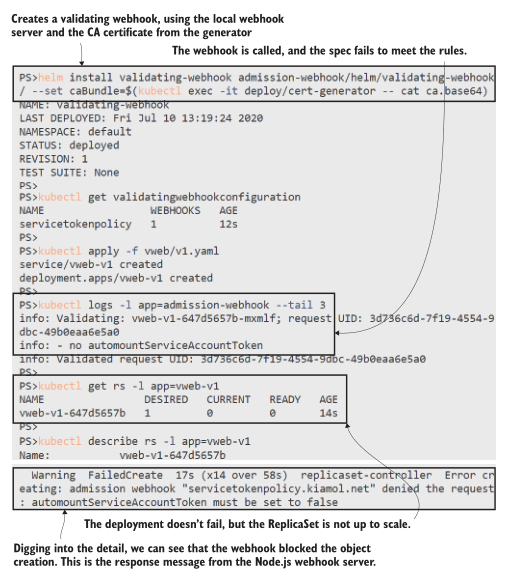 Creates a validating webhook, using the local webhook
server and the CA certificate from the generator
The webhook is called, and the spec fails to meet the rules.
PS>helm install validating-webhook admission-webhook/helm/validating-webhook
/ --set caBundle=$(kubectl exec -it deploy/cert-generator -- cat ca.base64)
NAME: validating-webhook
LAST DEPLOYED: Fri Jul 10 13:19:24 2020
NAMESPACE: default
STATUS: deployed
REVISION: 1
TEST SUITE: None
PS>
PS>kubectl get validatingwebhookconfiguration
NAME WEBHOOKS AGE
servicetokenpolicy 1 12s
PS>
PS>kubectl apply -f vweb/v1.yaml
service/vweb-v1 created
deployment.apps/vweb-v1 created
PS>
PS>kubectl logs -l app=admission-webhook --tail 3
info: Validating: vweb-v1-647d5657b-mxmlf; request UID: 3d736c6d-7f19-4554-9
dbc-49b0eaa6e5a0
info: - no automountServiceAccountToken
info: Validated request UID: 3d736c6d-7f19-4554-9dbc-49b0eaa6e5a0
PS>
PS>kubectl get rs -l app=vweb-v1
NAME DESIRED CURRENT READY AGE
vweb-v1-647d5657b 1 0 0 14s
PS>
PS>kubectl describe rs -l app=vweb-v1
Name: vweb-v1-647d5657b
Warning FailedCreate 17s (x14 over 58s) replicaset-controller Error cr
eating: admission webhook "servicetokenpolicy.kiamol.net" denied the request
: automountServiceAccountToken must be set to false
The deployment doesn't fail, but the ReplicaSet is not up to scale.
Digging into the detail, we can see that the webhook blocked the object
creation. This is the response message from the Node.js webhook server.